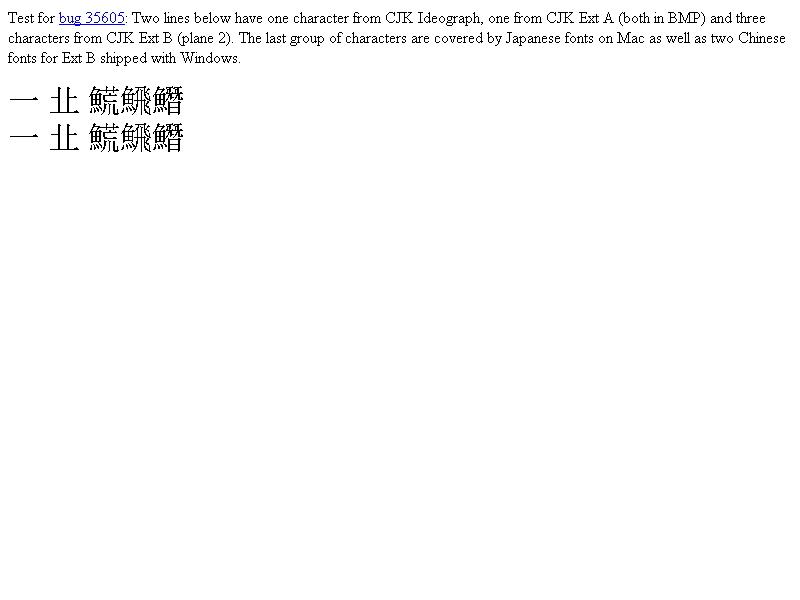 Test for bug 35605: Two lines below have one character from CJK Ideograph, one from CJK Ext A (both in BMP) and three
characters from CJK Ext B (plane 2). The last group of characters are covered by Japanese fonts on Mac as well as two Chinese
fonts for Ext B shipped with Windows.
一 㐀 𩺊𩹉𩻛
一 㐀 𩺊𩹉𩻛